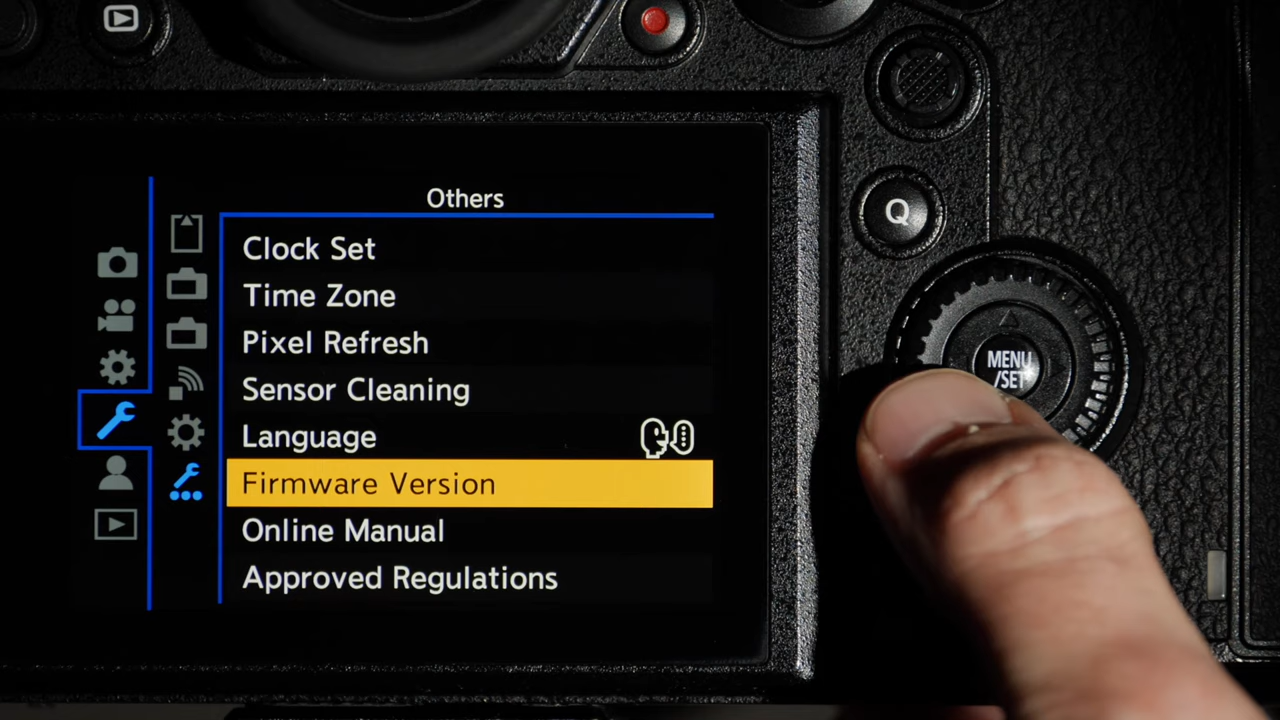 Others
Clock Set
Time Zone
Pixel Refresh
Sensor Cleaning
Language
Firmware Version
Online Manual
Approved Regulations
Q
MENU
/SET